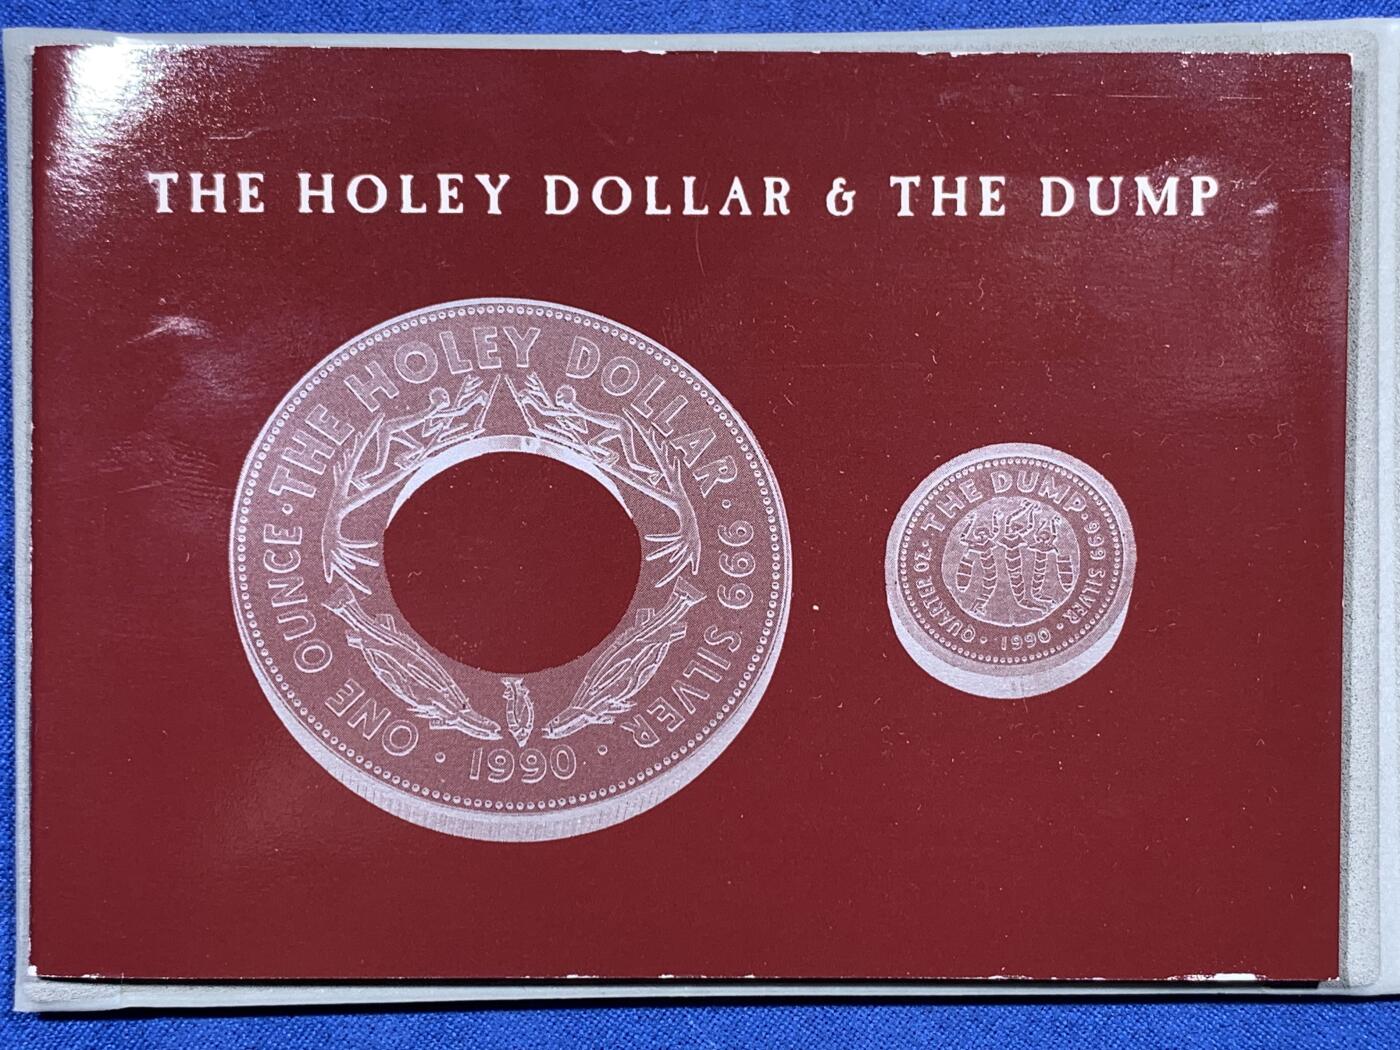 THE HOLEY DOLLAR & THE DUMP
ONE OUNCE · THE HOLEY DOLLAR · 999 SILVER ·
· 1990 ·
QUARTER OZ. · THE DUMP · 999 SILVER ·
· 1990 ·